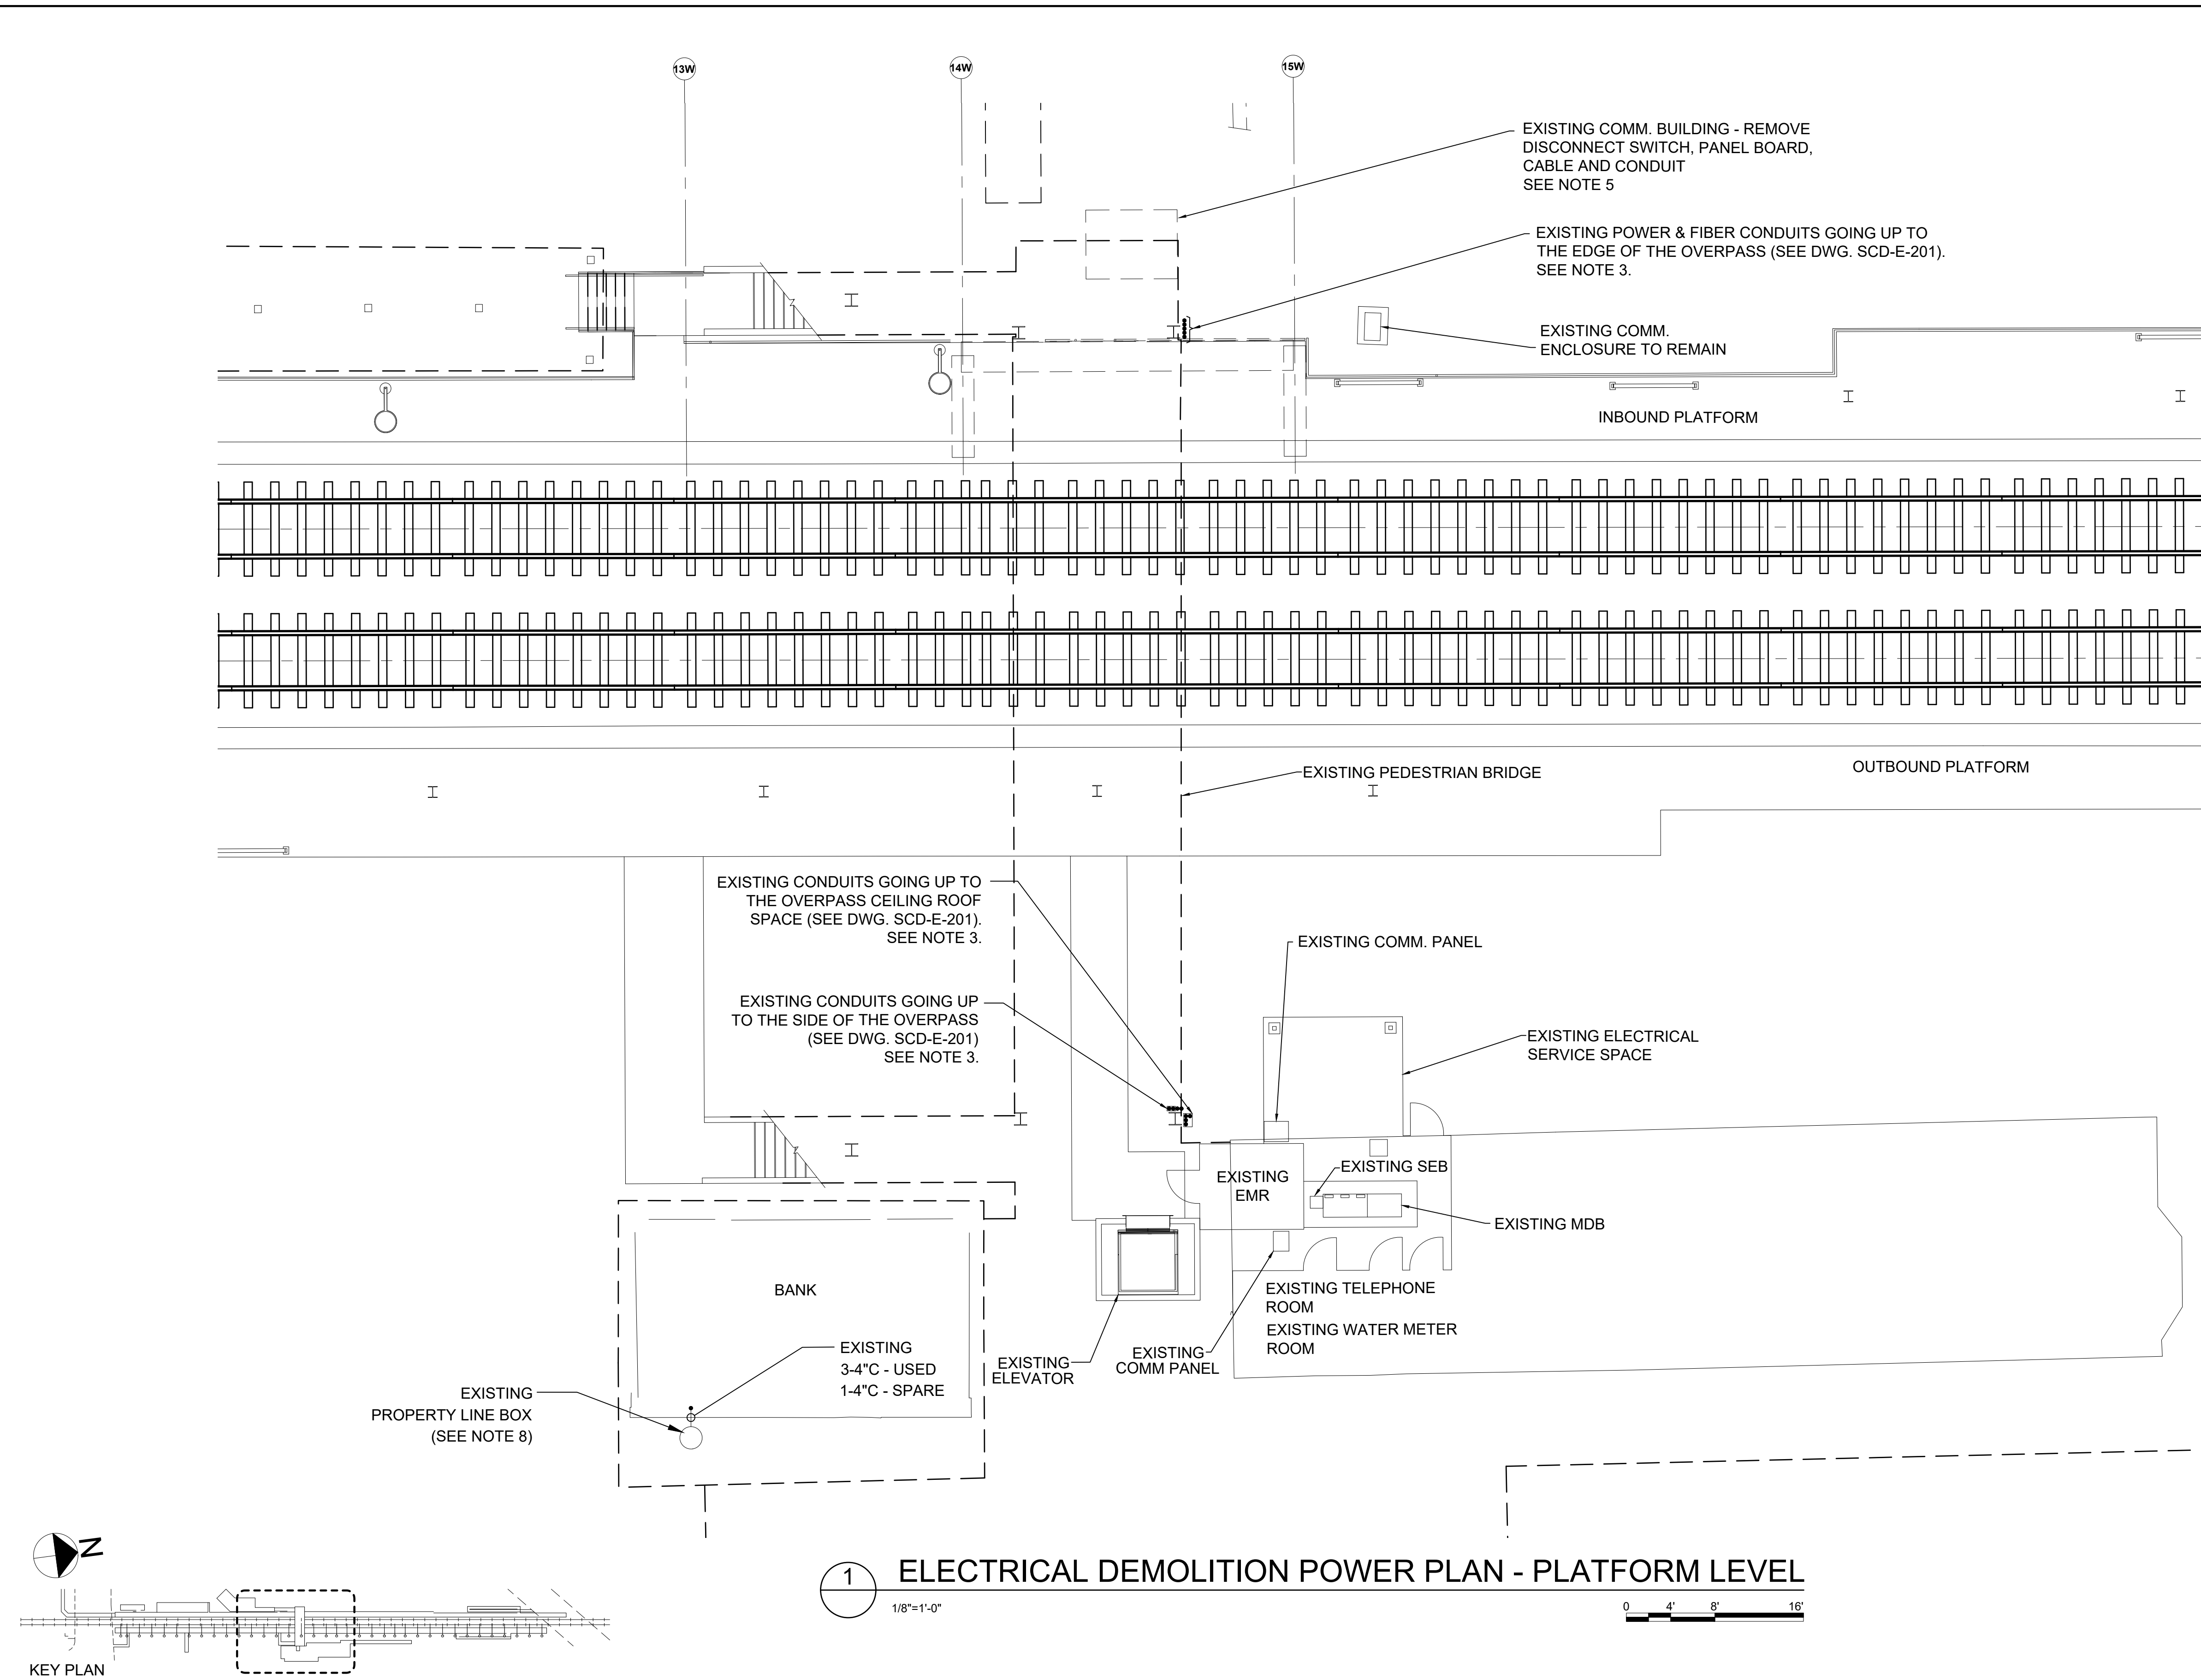 13W
14W
15W
EXISTING COMM. BUILDING - REMOVE
DISCONNECT SWITCH, PANEL BOARD,
CABLE AND CONDUIT
SEE NOTE 5
EXISTING POWER & FIBER CONDUITS GOING UP TO
THE EDGE OF THE OVERPASS (SEE DWG. SCD-E-201).
SEE NOTE 3.
EXISTING COMM.
ENCLOSURE TO REMAIN
INBOUND PLATFORM
EXISTING PEDESTRIAN BRIDGE
OUTBOUND PLATFORM
EXISTING CONDUITS GOING UP TO
THE OVERPASS CEILING ROOF
SPACE (SEE DWG. SCD-E-201).
SEE NOTE 3.
EXISTING COMM. PANEL
EXISTING CONDUITS GOING UP
TO THE SIDE OF THE OVERPASS
(SEE DWG. SCD-E-201)
SEE NOTE 3.
EXISTING ELECTRICAL
SERVICE SPACE
EXISTING
EMR
EXISTING SEB
EXISTING MDB
BANK
EXISTING TELEPHONE
ROOM
EXISTING WATER METER
ROOM
EXISTING
3-4"C - USED
1-4"C - SPARE
EXISTING
ELEVATOR
EXISTING
COMM PANEL
EXISTING
PROPERTY LINE BOX
(SEE NOTE 8)
N
KEY PLAN
1
ELECTRICAL DEMOLITION POWER PLAN - PLATFORM LEVEL
1/8"=1'-0"
0 4' 8' 16'